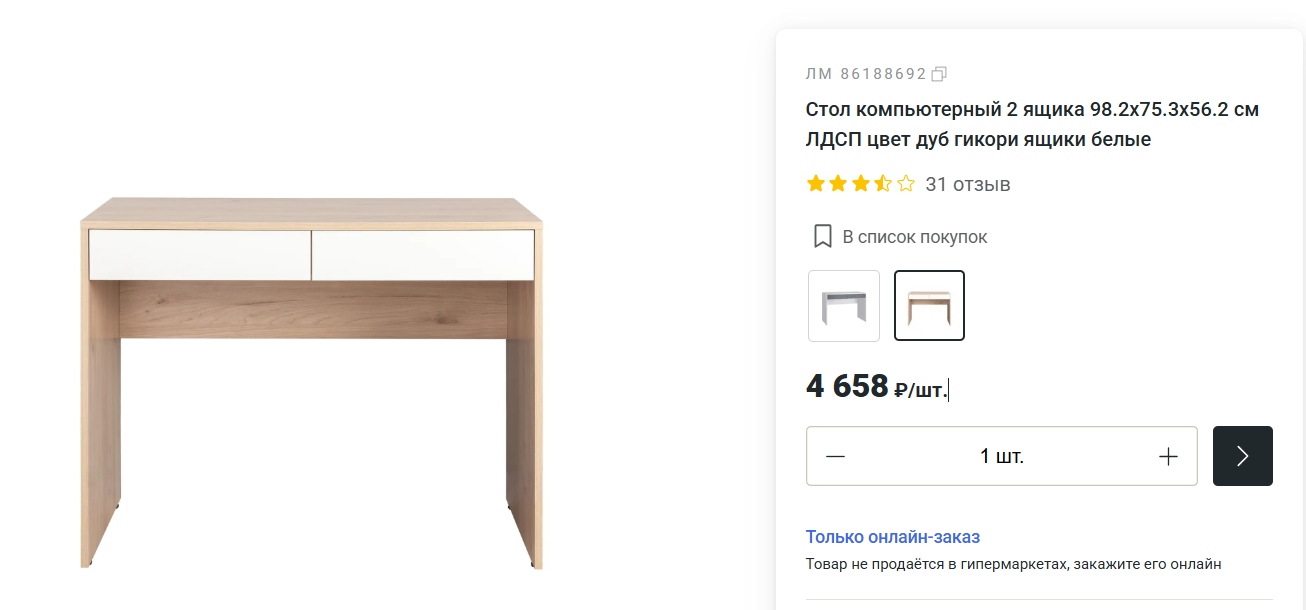 ЛМ 86188692
Стол компьютерный 2 ящика 98.2x75.3x56.2 см
ЛДСП цвет дуб гикори ящики белые
31 отзыв
В список покупок
4 658 ₽/шт.
1 шт.
Только онлайн-заказ
Товар не продаётся в гипермаркетах, закажите его онлайн